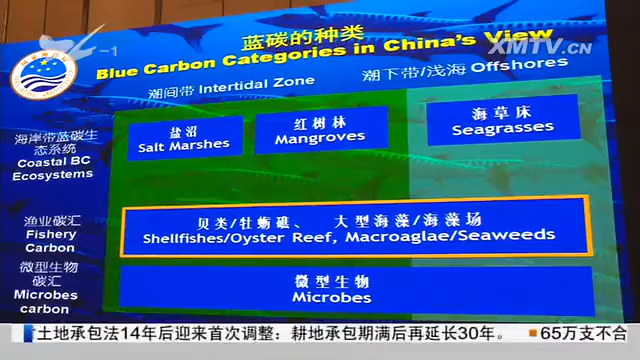 -1
XMTV.CN
蓝碳的种类
Blue Carbon Categories in China's View
潮间带 Intertidal Zone
潮下带/浅海 Offshores
海岸带蓝碳生
态系统
Coastal BC
Ecosystems
盐沼
Salt Marshes
红树林
Mangroves
海草床
Seagrasses
渔业碳汇
Fishery
Carbon
贝类/牡蛎礁、 大型海藻/海藻场
Shellfishes/Oyster Reef, Macroaglae/Seaweeds
微型生物
碳汇
Microbes
carbon
微型生物
Microbes
土地承包法14年后迎来首次调整：耕地承包期满后再延长30年。 ■65万支不合